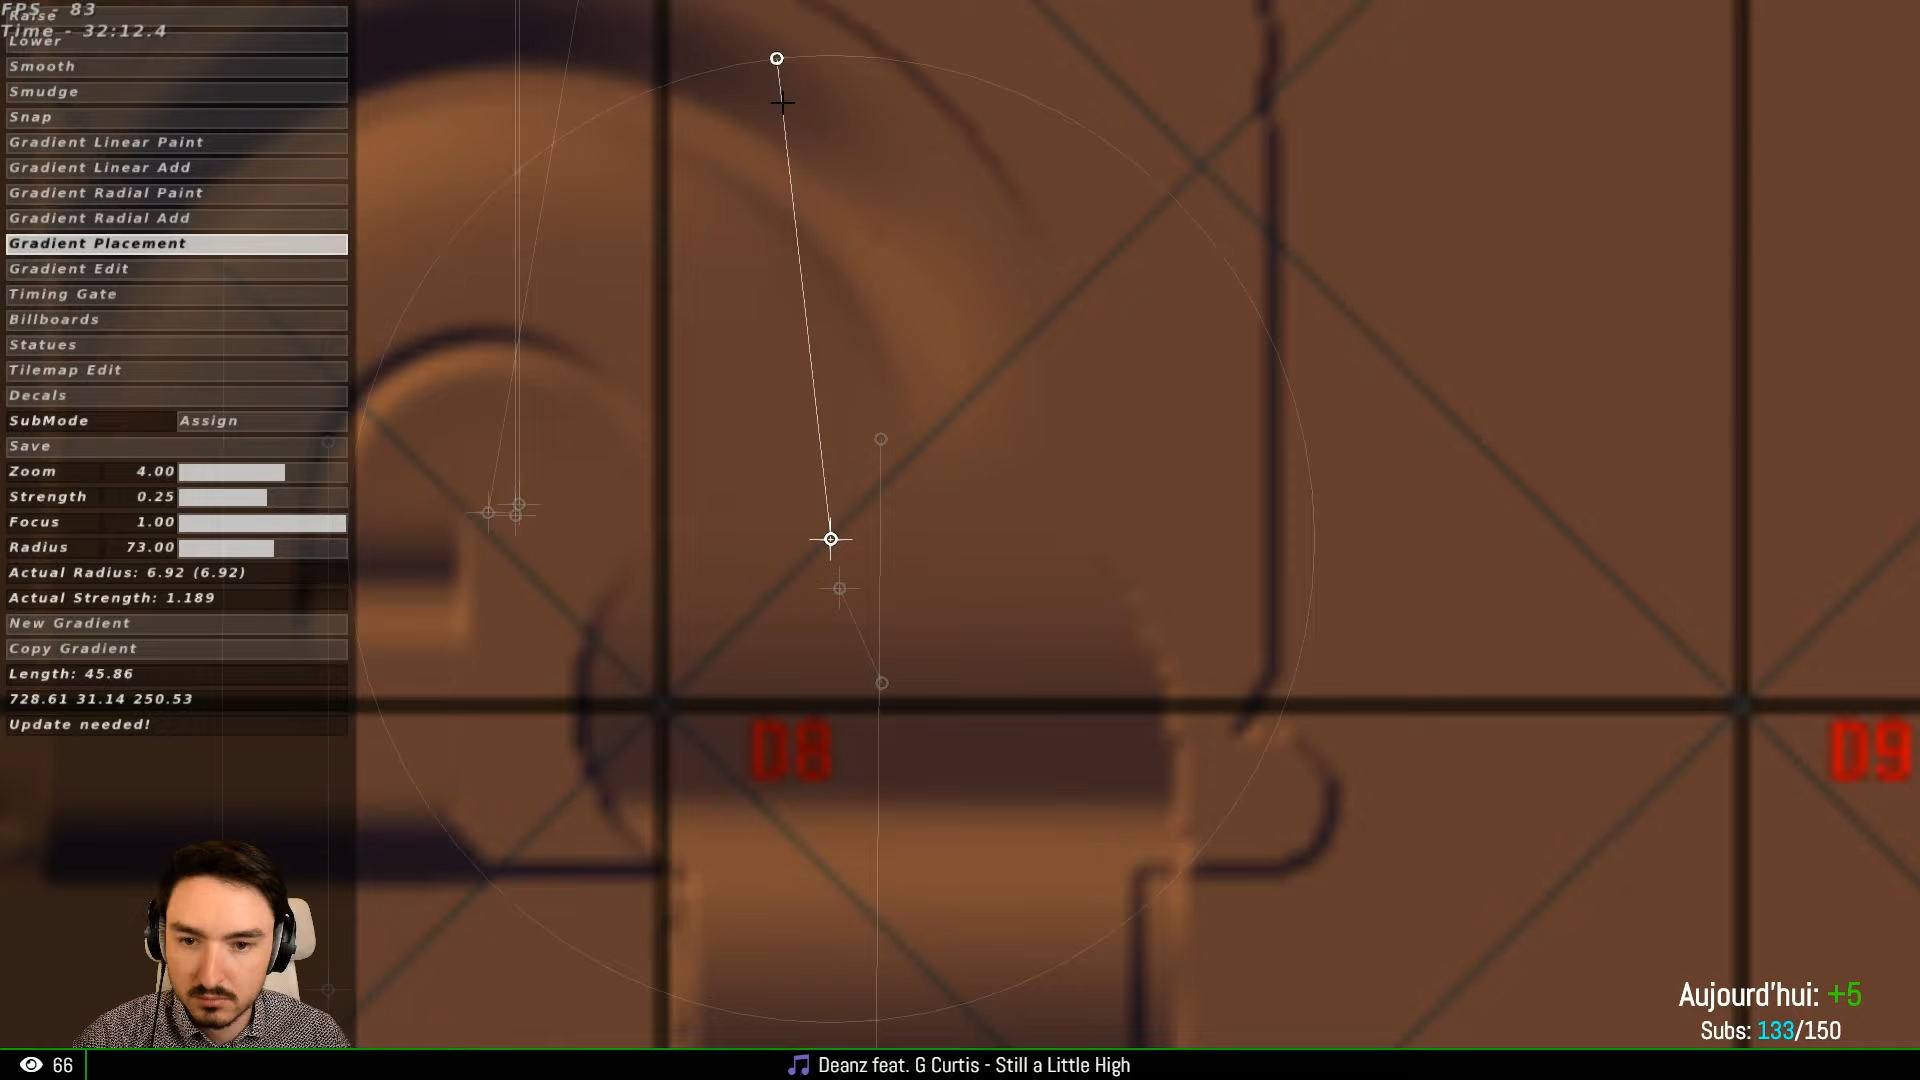 FPS - 83
Raise
Time - 32:12.4
Lower
Smooth
Smudge
Snap
Gradient Linear Paint
Gradient Linear Add
Gradient Radial Paint
Gradient Radial Add
Gradient Placement
Gradient Edit
Timing Gate
Billboards
Statues
Tilemap Edit
Decals
SubMode Assign
Save
Zoom 4.00
Strength 0.25
Focus 1.00
Radius 73.00
Actual Radius: 6.92 (6.92)
Actual Strength: 1.189
New Gradient
Copy Gradient
Length: 45.86
728.61 31.14 250.53
Update needed!
D8
D9
Aujourd'hui: +5
Subs: 133/150
66
Deanz feat. G Curtis - Still a Little High